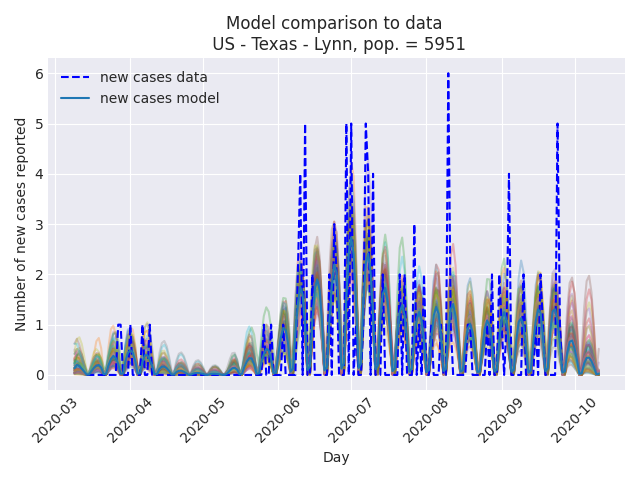 Model comparison to data
US - Texas - Lynn, pop. = 5951
new cases data
new cases model
Number of new cases reported
6
5
4
3
2
1
0
2020-03
2020-04
2020-05
2020-06
2020-07
2020-08
2020-09
2020-10
Day